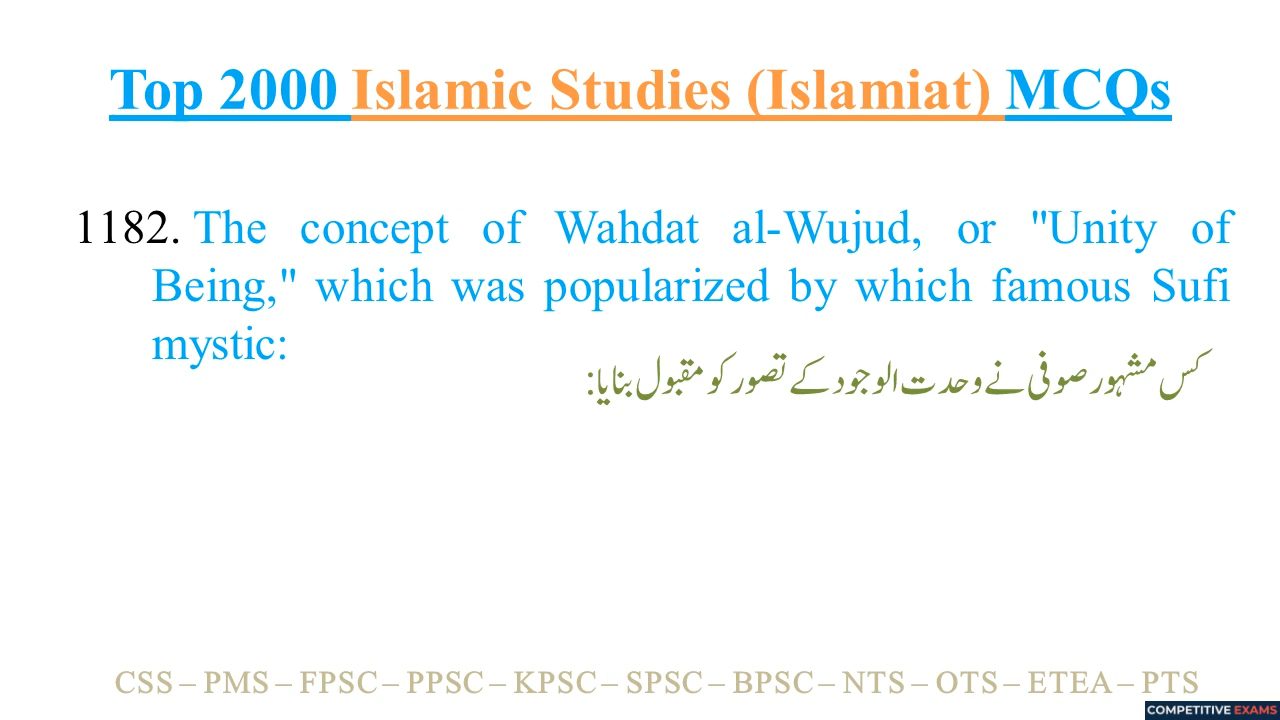 Top 2000 Islamic Studies (Islamiat) MCQs
1182. The concept of Wahdat al-Wujud, or "Unity of
Being," which was popularized by which famous Sufi
mystic:
کس مشہور صوفی نے وحدت الوجود کے تصور کو مقبول بنایا:
CSS – PMS – FPSC – PPSC – KPSC – SPSC – BPSC – NTS – OTS – ETEA – PTS
COMPETITIVE EXAMS